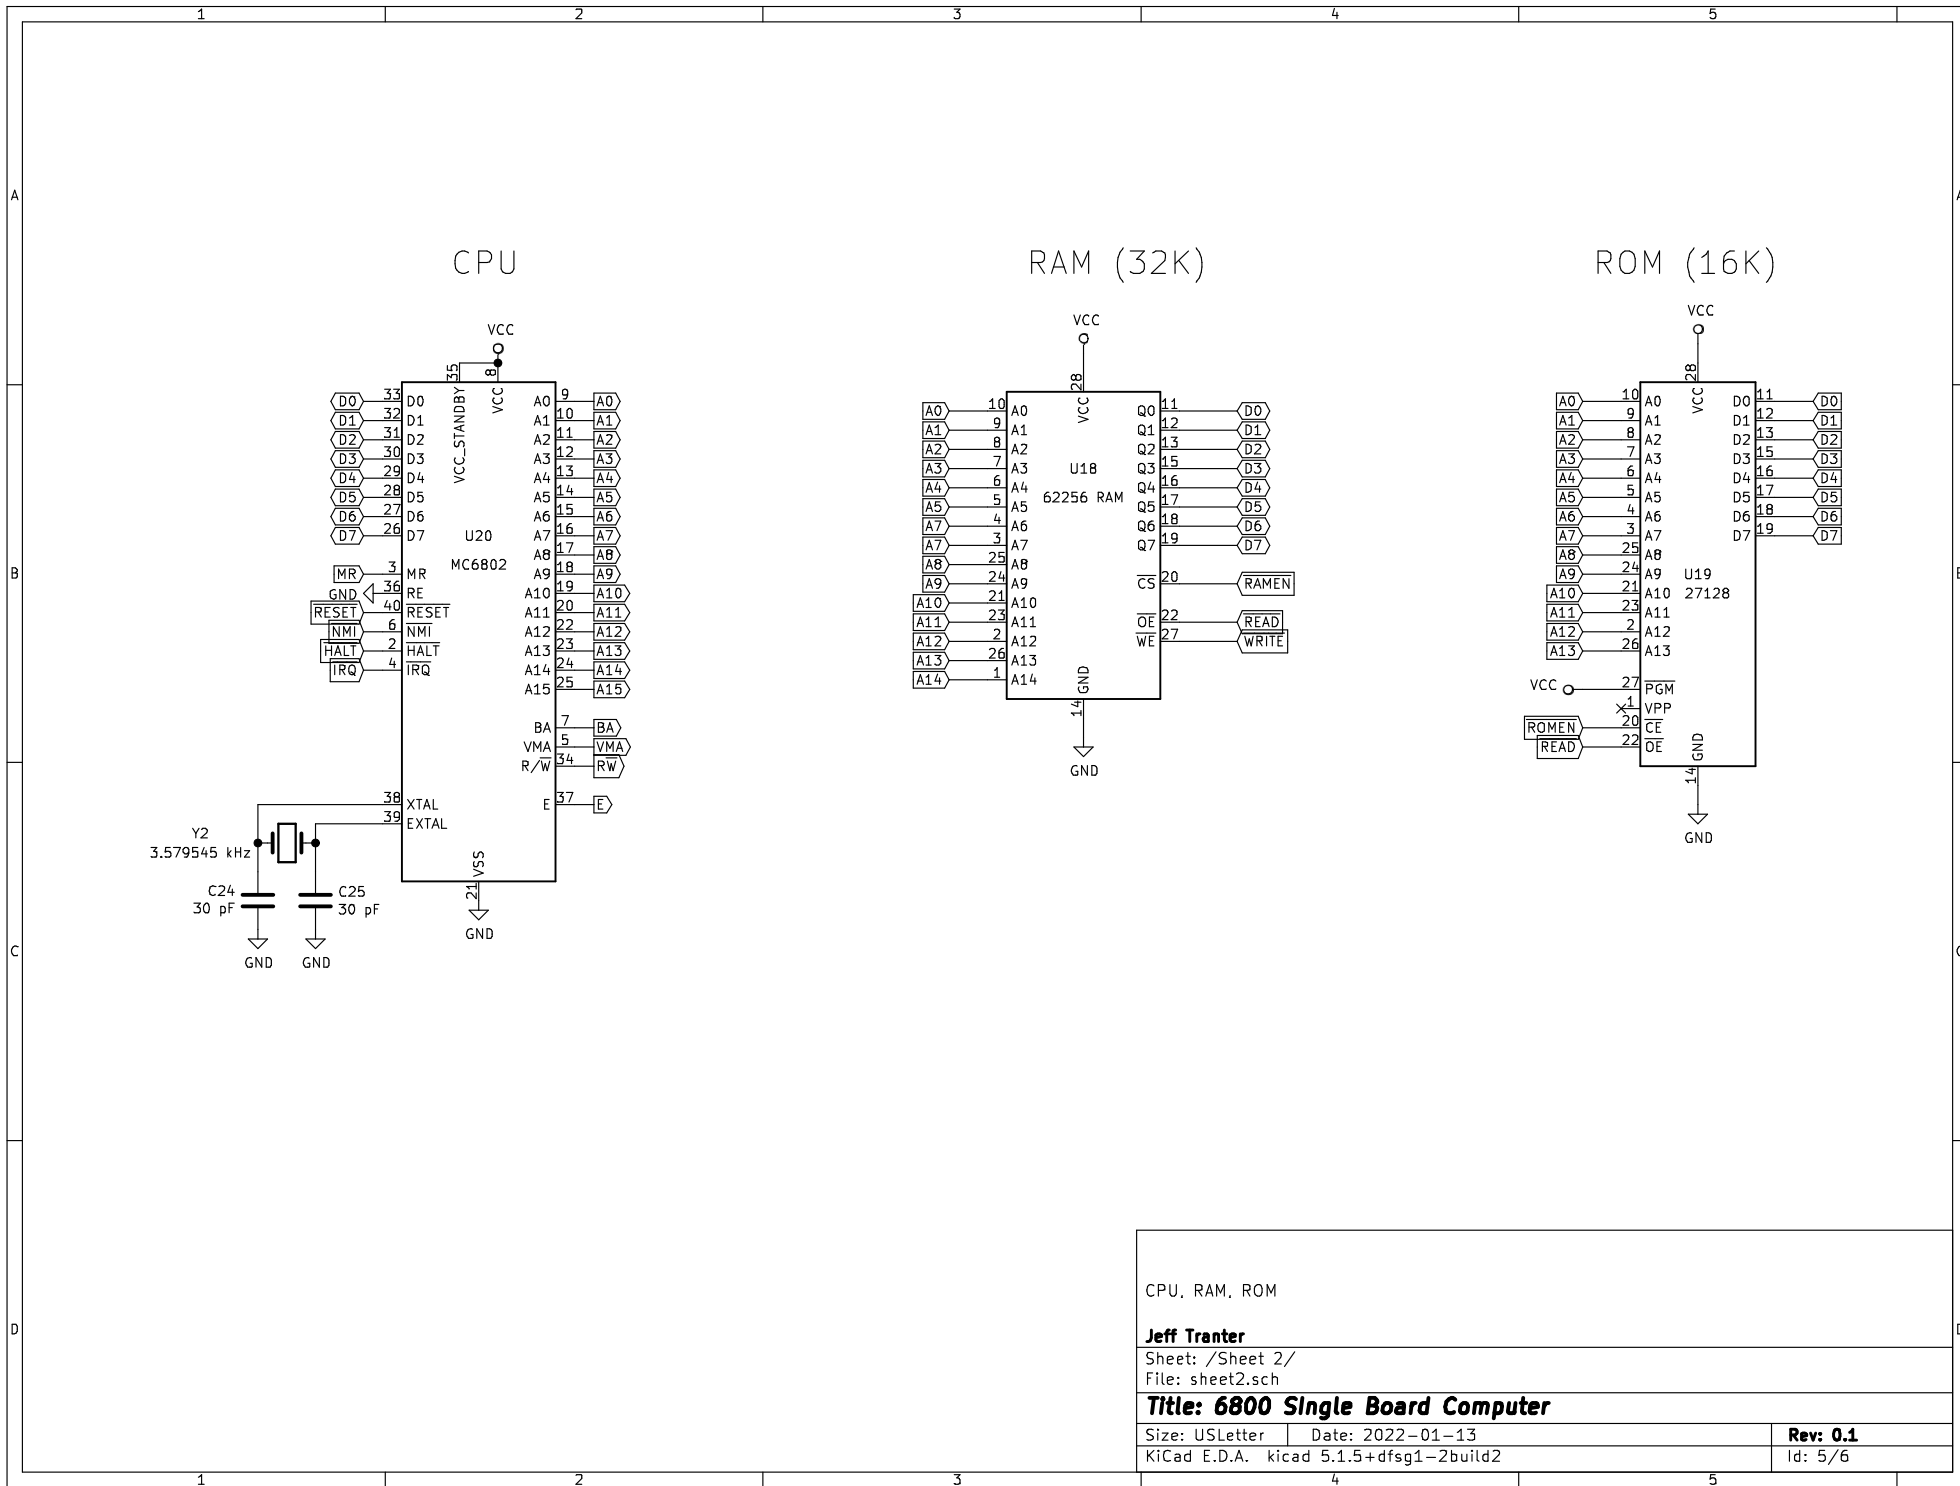 1 2 3 4 5
A A
CPU RAM (32K) ROM (16K)
VCC
35 8
VCC_STANDBY VCC
D0 33 D0 A0 9 A0
D1 32 D1 A1 10 A1
D2 31 D2 A2 11 A2
D3 30 D3 A3 12 A3
D4 29 D4 A4 13 A4
D5 28 D5 A5 14 A5
D6 27 D6 A6 15 A6
D7 26 D7 A7 16 A7
U20
MC6802
A8 17 A8
MR 3 MR A9 18 A9
GND 36 RE A10 19 A10
RESET 40 RESET A11 20 A11
NMI 6 NMI A12 22 A12
HALT 2 HALT A13 23 A13
IRQ 4 IRQ A14 24 A14
A15 25 A15
BA 7 BA
VMA 5 VMA
R/W 34 RW
38 XTAL E 37 E
39 EXTAL
Y2
3.579545 kHz
C24
30 pF
C25
30 pF
VSS
21
GND
GND GND
VCC
28
VCC
A0 10 A0 Q0 11 D0
A1 9 A1 Q1 12 D1
A2 8 A2 Q2 13 D2
A3 7 A3 Q3 15 D3
A4 6 A4 Q4 16 D4
A5 5 A5 Q5 17 D5
A7 4 A6 Q6 18 D6
A7 3 A7 Q7 19 D7
U18
62256 RAM
A8 25 A8
A9 24 A9 CS 20 RAMEN
A10 21 A10
A11 23 A11 OE 22 READ
A12 2 A12 WE 27 WRITE
A13 26 A13
A14 1 A14
GND
14
GND
VCC
28
VCC
A0 10 A0 D0 11 D0
A1 9 A1 D1 12 D1
A2 8 A2 D2 13 D2
A3 7 A3 D3 15 D3
A4 6 A4 D4 16 D4
A5 5 A5 D5 17 D5
A6 4 A6 D6 18 D6
A7 3 A7 D7 19 D7
A8 25 A8
A9 24 A9
U19
27128
A10 21 A10
A11 23 A11
A12 2 A12
A13 26 A13
VCC 27 PGM
1 VPP
ROMEN 20 CE
READ 22 OE
GND
14
GND
B
C
D
CPU, RAM, ROM
Jeff Tranter
Sheet: /Sheet 2/
File: sheet2.sch
Title: 6800 Single Board Computer
Size: USLetter Date: 2022-01-13 Rev: 0.1
KiCad E.D.A. kicad 5.1.5+dfsg1-2build2 Id: 5/6
1 2 3 4 5